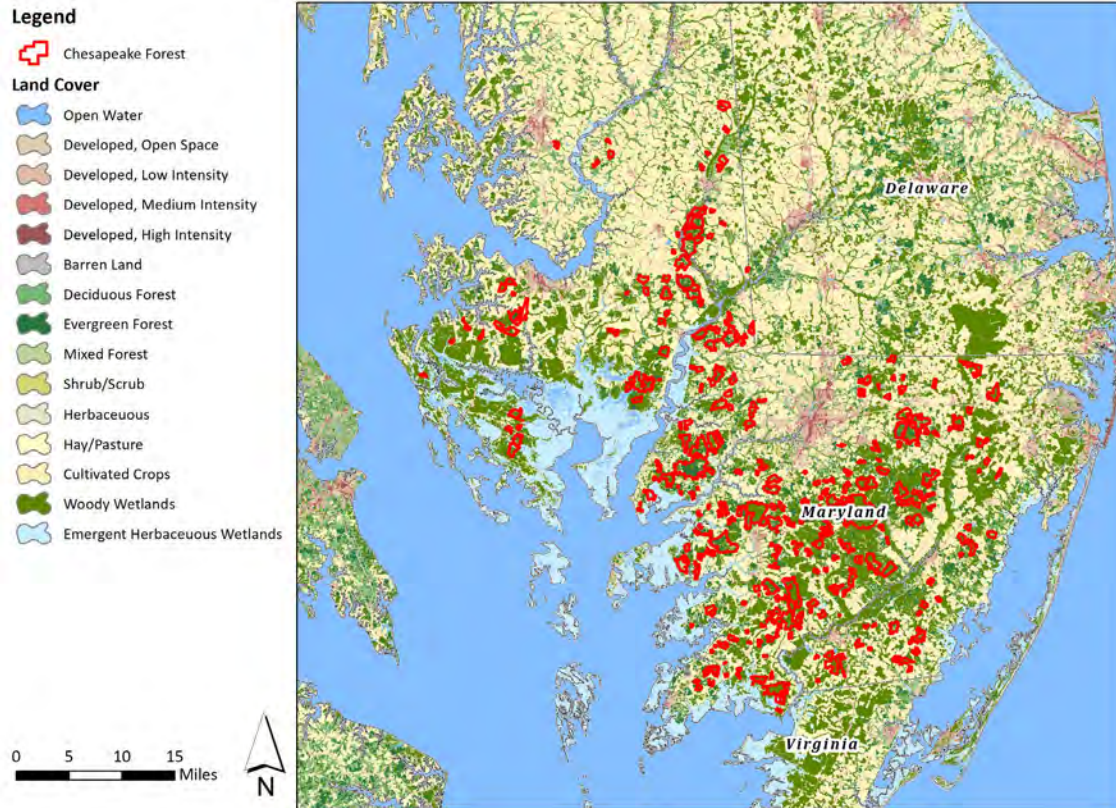 Legend
Chesapeake Forest
Land Cover
Open Water
Developed, Open Space
Developed, Low Intensity
Developed, Medium Intensity
Developed, High Intensity
Barren Land
Deciduous Forest
Evergreen Forest
Mixed Forest
Shrub/Scrub
Herbaceuous
Hay/Pasture
Cultivated Crops
Woody Wetlands
Emergent Herbaceuous Wetlands
0 5 10 15
Miles
N
Delaware
Maryland
Virginia